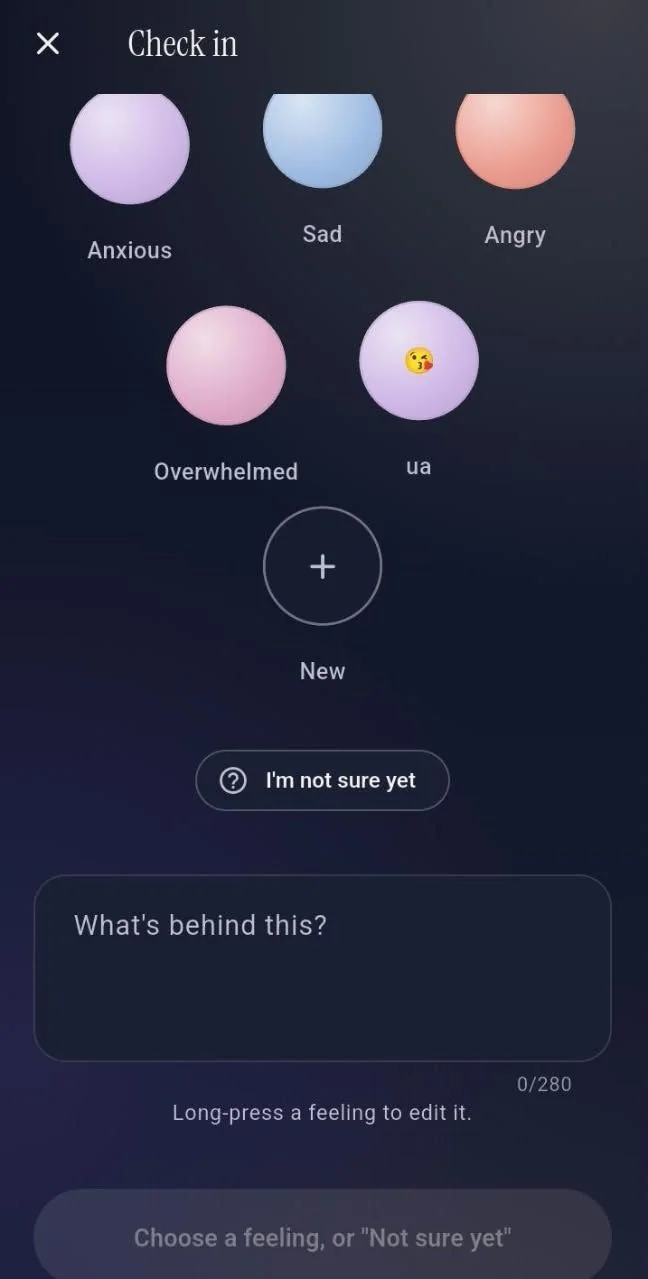 Check in
Anxious
Sad
Angry
Overwhelmed
ua
New
I'm not sure yet
What's behind this?
0/280
Long-press a feeling to edit it.
Choose a feeling, or "Not sure yet"